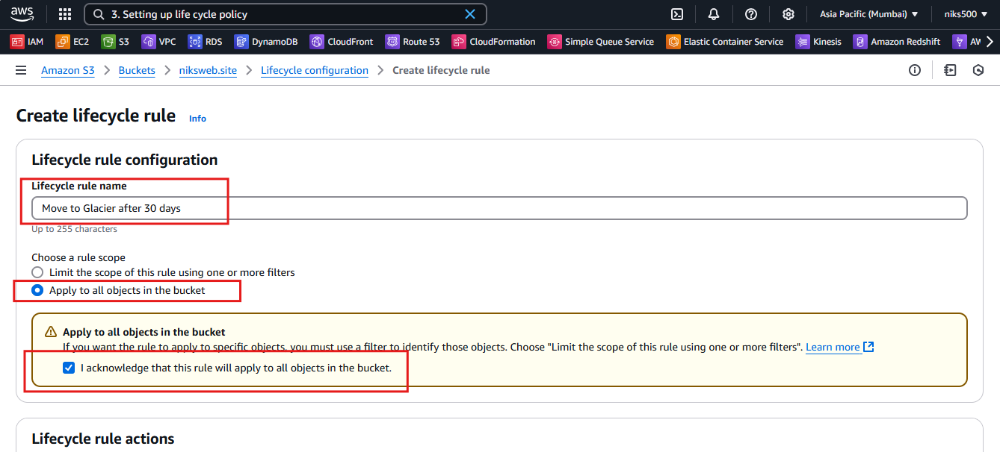 aws 3. Setting up life cycle policy Asia Pacific (Mumbai) niks500
IAM EC2 S3 VPC RDS DynamoDB CloudFront Route 53 CloudFormation Simple Queue Service Elastic Container Service Kinesis Amazon Redshift
Amazon S3 Buckets niksweb.site Lifecycle configuration Create lifecycle rule
Create lifecycle rule Info
Lifecycle rule configuration
Lifecycle rule name
Move to Glacier after 30 days
Up to 255 characters
Choose a rule scope
Limit the scope of this rule using one or more filters
Apply to all objects in the bucket
Apply to all objects in the bucket
If you want the rule to apply to specific objects, you must use a filter to identify those objects. Choose "Limit the scope of this rule using one or more filters". Learn more
I acknowledge that this rule will apply to all objects in the bucket.
Lifecycle rule actions